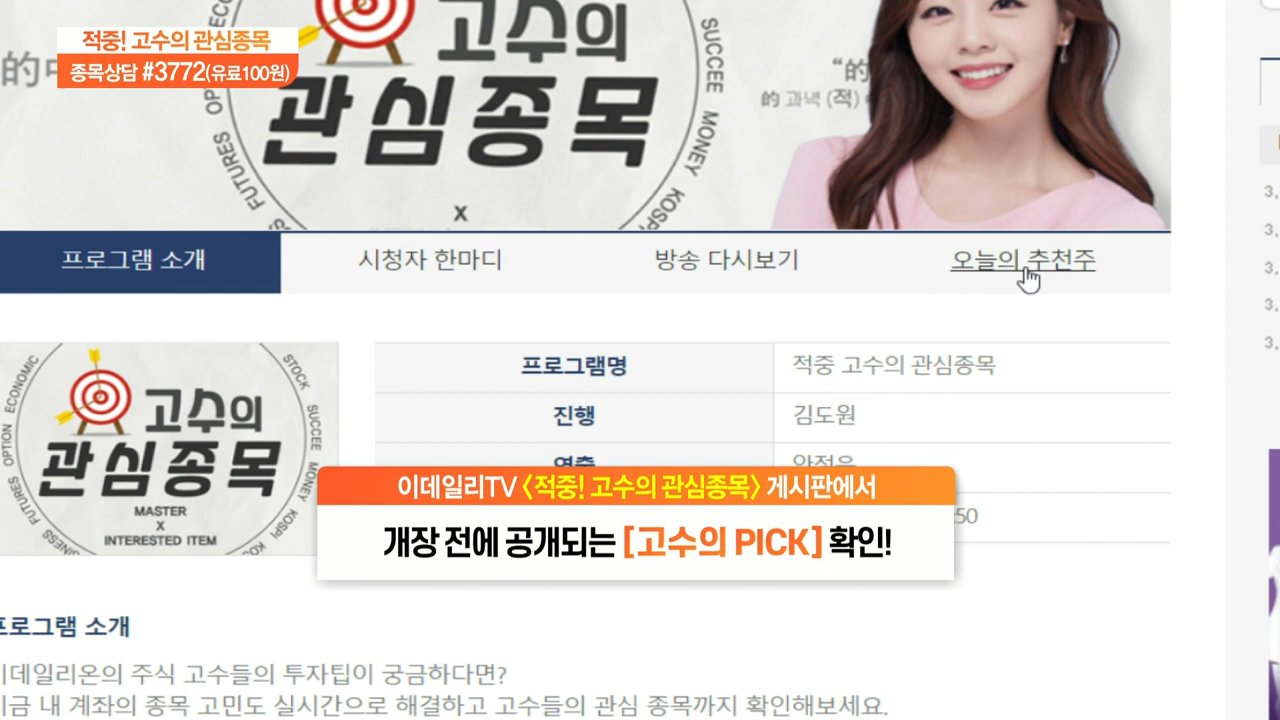 적중! 고수의 관심종목
종목상담 #3772(유료100원)
고수의
관심종목
X
FUTURES
SUCCEE MONEY KOSPI
“的
的 과녁 (적)
프로그램 소개
시청자 한마디
방송 다시보기
오늘의 추천주
프로그램명
적중 고수의 관심종목
진행
김도원
고수의
관심종목
MASTER
X
INTERESTED ITEM
FUTURES OPTION ECONOMIC
STOCK SUCCEE MONEY KOSPI
이데일리TV〈적중! 고수의 관심종목〉게시판에서
개장 전에 공개되는 [고수의 PICK] 확인!
프로그램 소개
이데일리온의 주식 고수들의 투자팁이 궁금하다면?
지금 내 계좌의 종목 고민도 실시간으로 해결하고 고수들의 관심 종목까지 확인해보세요.